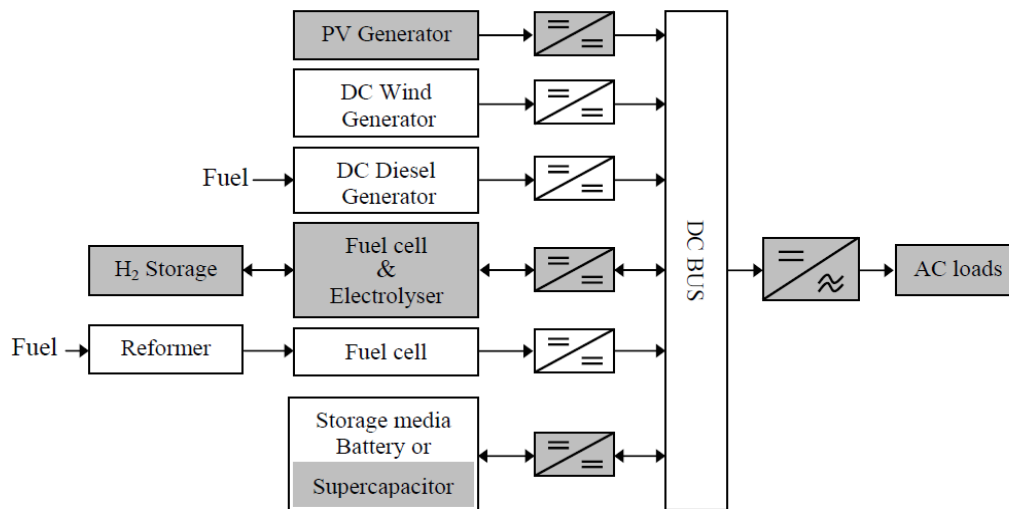 PV Generator
DC Wind
Generator
Fuel
DC Diesel
Generator
H₂ Storage
Fuel cell
&
Electrolyser
DC BUS
AC loads
Fuel
Reformer
Fuel cell
Storage media
Battery or
Supercapacitor